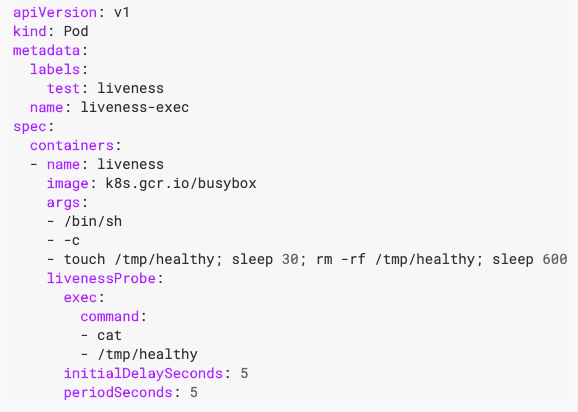 apiVersion: v1
kind: Pod
metadata:
  labels:
    test: liveness
  name: liveness-exec
spec:
  containers:
  - name: liveness
    image: k8s.gcr.io/busybox
    args:
    - /bin/sh
    - -c
    - touch /tmp/healthy; sleep 30; rm -rf /tmp/healthy; sleep 600
    livenessProbe:
      exec:
        command:
        - cat
        - /tmp/healthy
      initialDelaySeconds: 5
      periodSeconds: 5